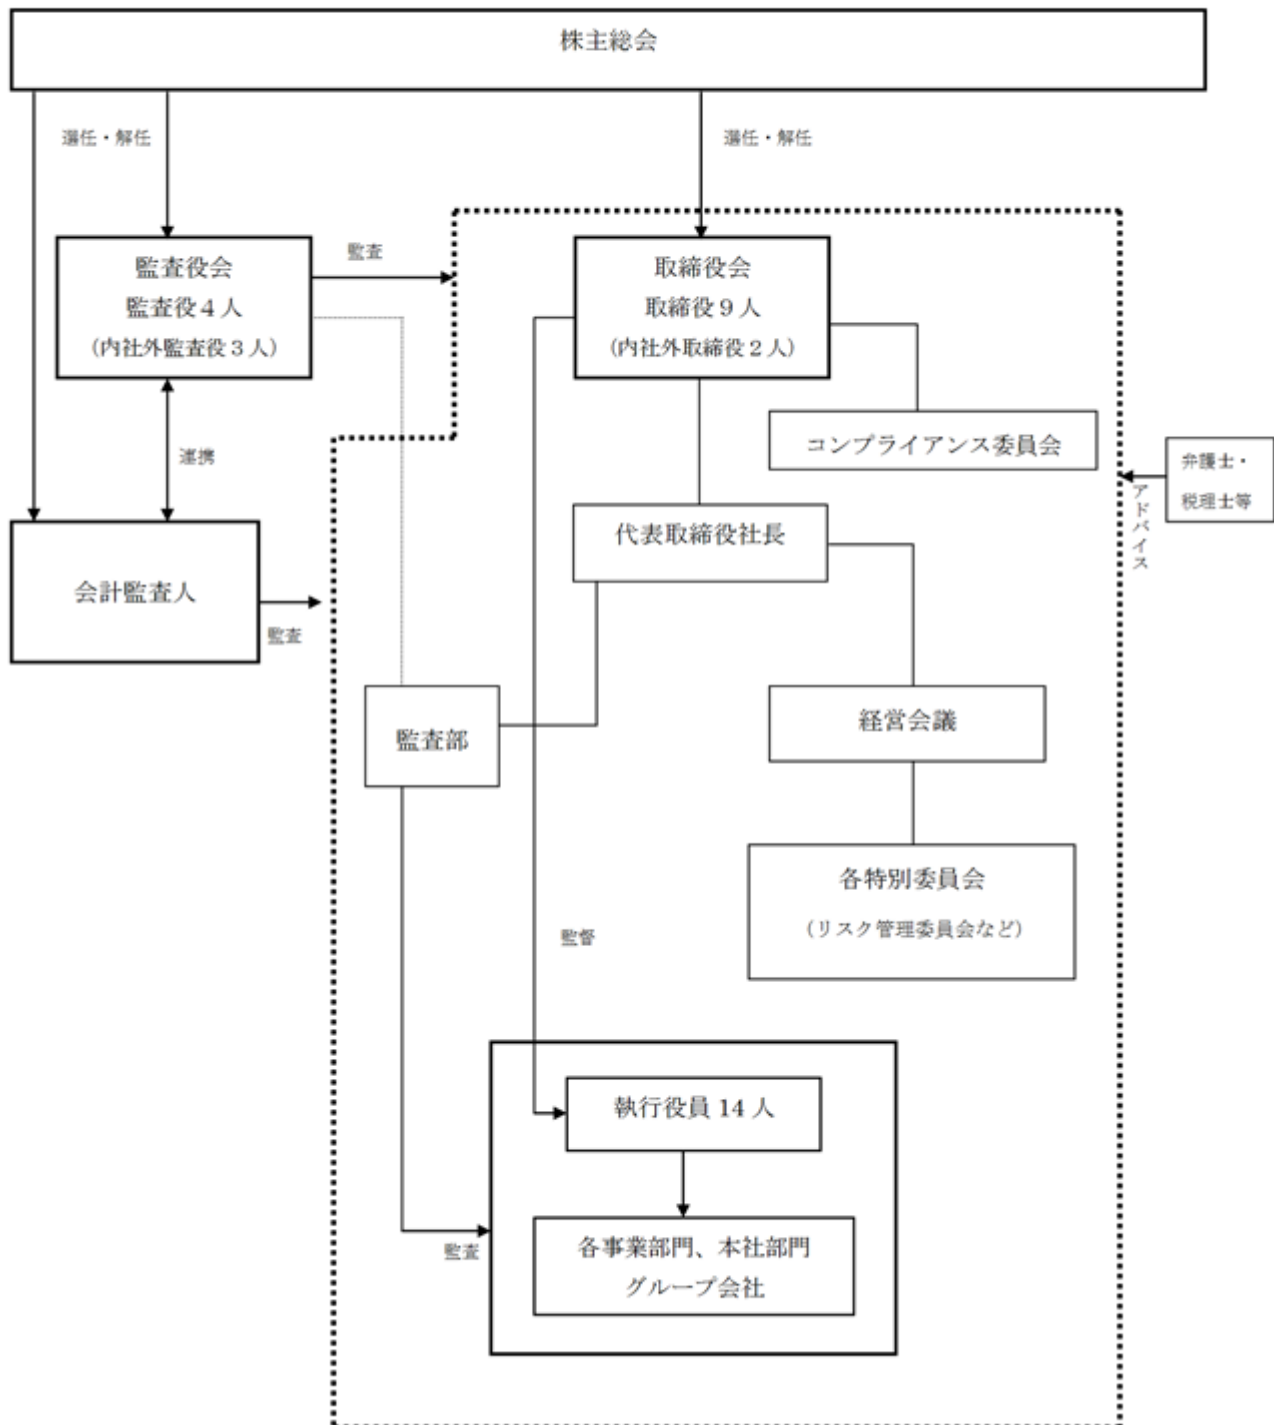 株主総会
選任・解任
選任・解任
監査役会
監査役4人
（内社外監査役3人）
監査
取締役会
取締役9人
（内社外取締役2人）
コンプライアンス委員会
連携
弁護士・
税理士等
アドバイス
代表取締役社長
会計監査人
監査
監査部
経営会議
各特別委員会
（リスク管理委員会など）
監督
執行役員 14 人
監査
各事業部門、本社部門
グループ会社